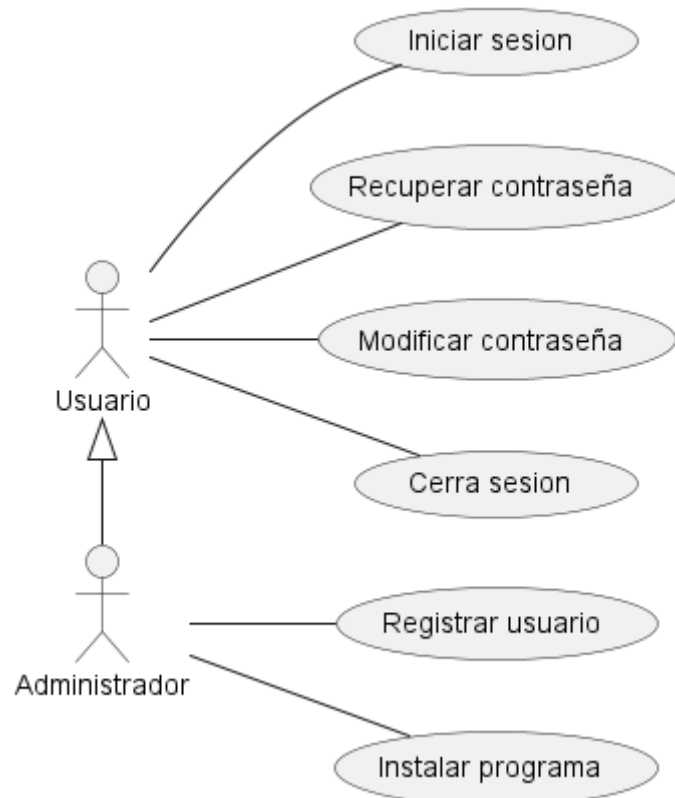 Iniciar sesion
Recuperar contraseña
Modificar contraseña
Usuario
Cerra sesion
Registrar usuario
Administrador
Instalar programa